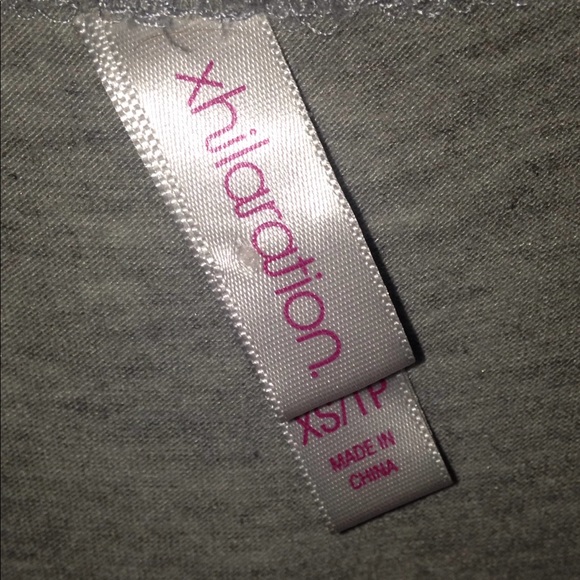 xhilaration.
XS/TP
MADE IN
CHINA